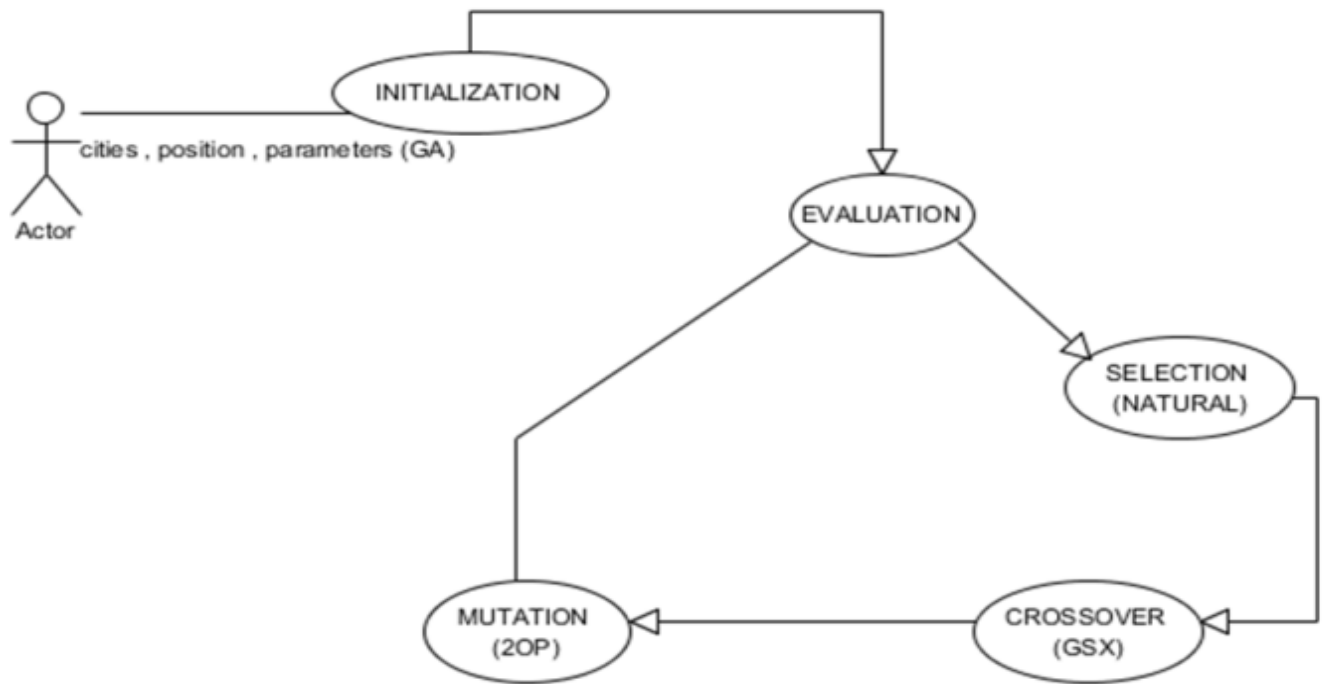 INITIALIZATION
cities , position , parameters (GA)
Actor
EVALUATION
SELECTION
(NATURAL)
MUTATION
(2OP)
CROSSOVER
(GSX)